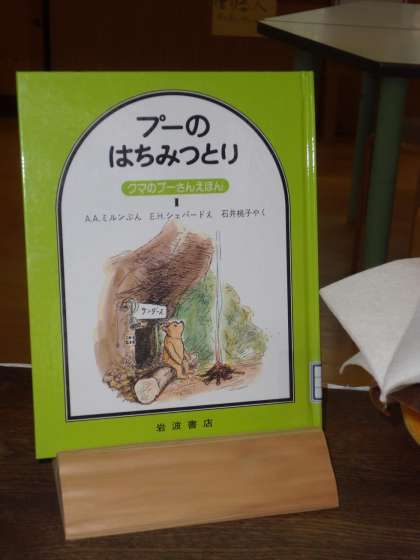 プーの
はちみつとり
クマのプーさんえほん
1
A.A.ミルンぶん E.H.シェパードえ 石井桃子やく
サンダーズ
岩波書店